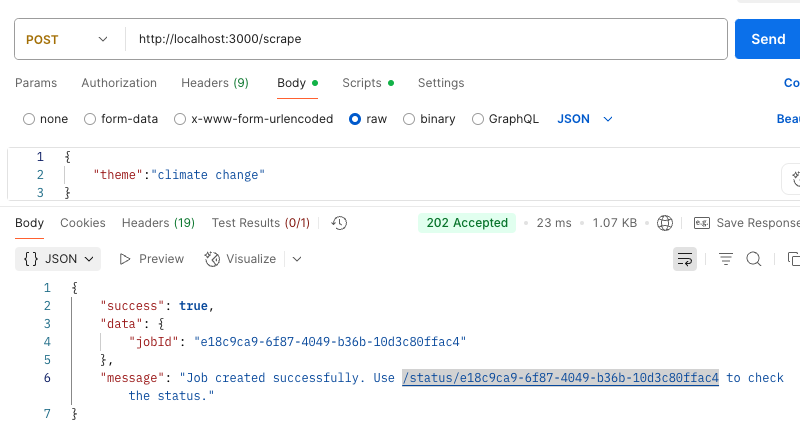 POST http://localhost:3000/scrape Send
Params Authorization Headers (9) Body Scripts Settings Co
none form-data x-www-form-urlencoded raw binary GraphQL JSON Beau
1 {
2 "theme":"climate change"
3 }
Body Cookies Headers (19) Test Results (0/1) 202 Accepted 23 ms 1.07 KB Save Response
{} JSON Preview Visualize
1 {
2 "success": true,
3 "data": {
4 "jobId": "e18c9ca9-6f87-4049-b36b-10d3c80ffac4"
5 },
6 "message": "Job created successfully. Use /status/e18c9ca9-6f87-4049-b36b-10d3c80ffac4 to check
the status."
7 }